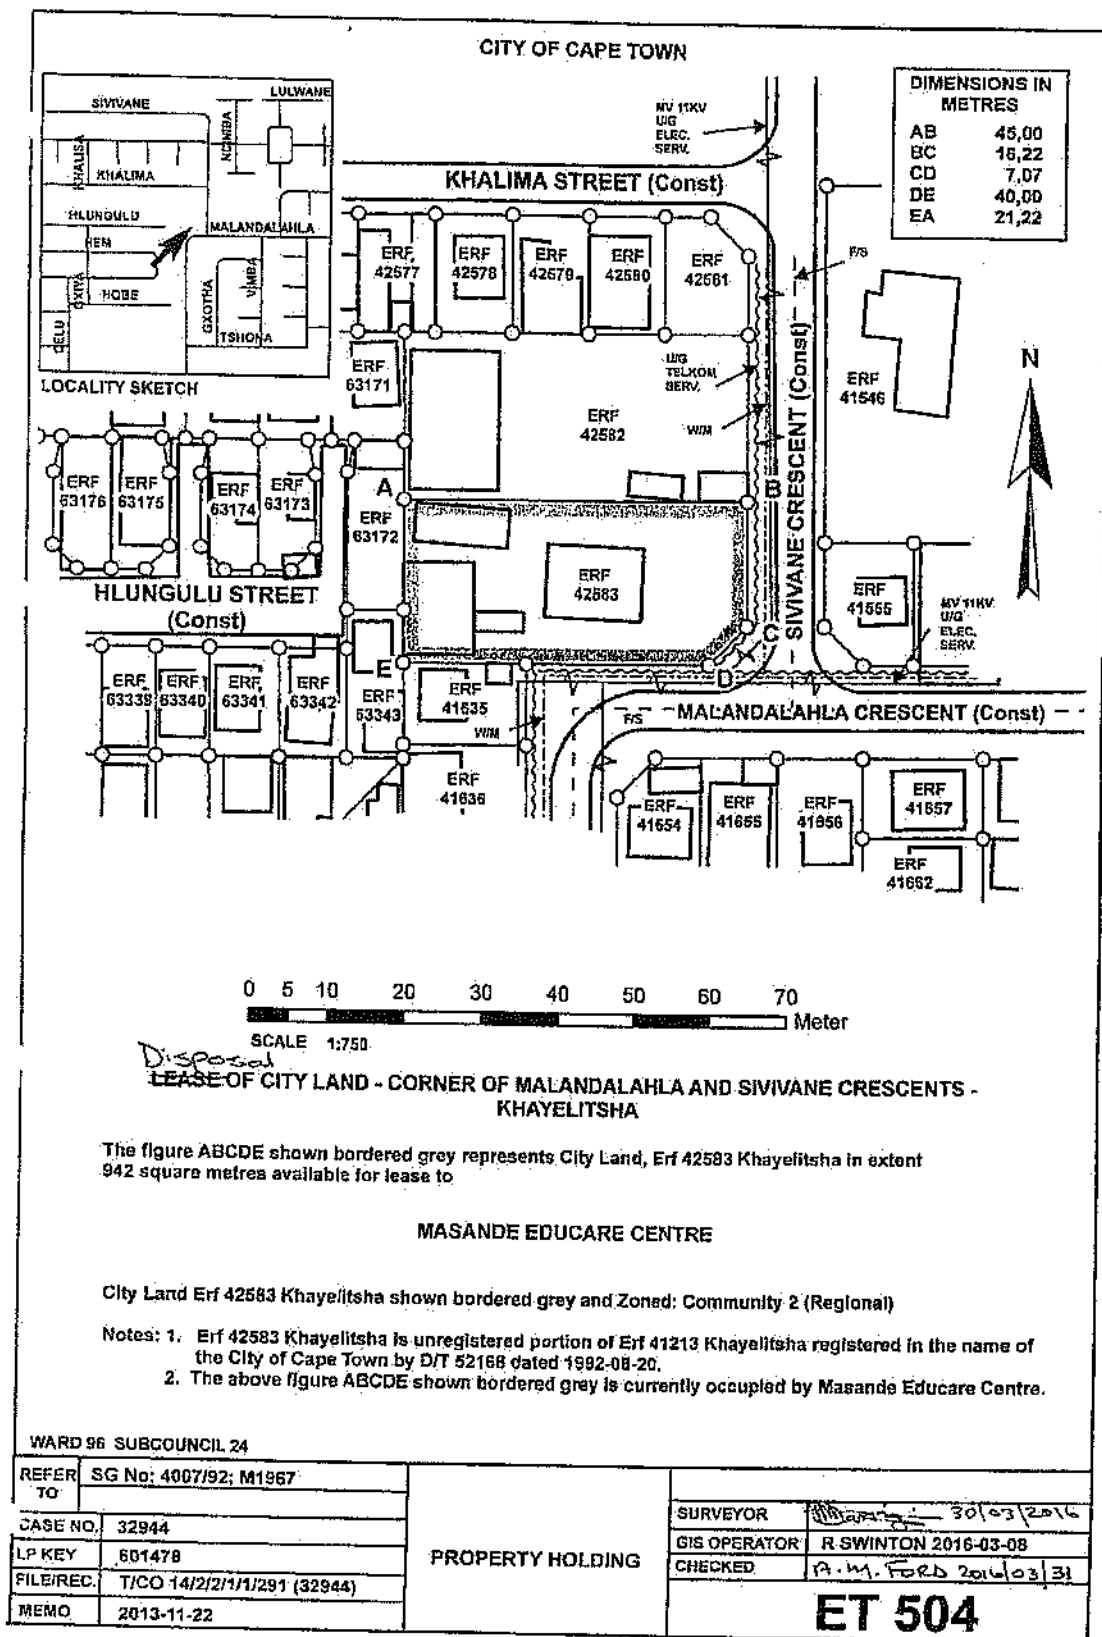 CITY OF CAPE TOWN
DIMENSIONS IN
METRES
AB 45,00
BC 16,22
CD 7,07
DE 40,00
EA 21,22
SIVIVANE
LULWANE
KHALISA
KHALIMA
HLUNGULU
HEM
MALANDALAHLA
HOBE
GXOTHA
VIMBA
TSHONA
LOCALITY SKETCH
MV 11KV
U/G
ELEC.
SERV.
KHALIMA STREET (Const)
ERF
42577
ERF
42578
ERF
42579
ERF
42580
ERF
42581
F/S
ERF
63171
U/G
TELKOM
SERV.
W/M
ERF
42582
SIVIVANE CRESCENT (Const)
ERF
41546
N
ERF
63176
ERF
63175
ERF
63174
ERF
63173
A
B
ERF
63172
ERF
42583
HLUNGULU STREET
(Const)
C
ERF
41555
MV 11KV
U/G
ELEC.
SERV.
E
D
ERF
63339
ERF
63340
ERF
63341
ERF
63342
ERF
63343
ERF
41635
W/M
F/S
MALANDALAHLA CRESCENT (Const)
ERF
41636
ERF
41654
ERF
41655
ERF
41656
ERF
41657
ERF
41662
0 5 10 20 30 40 50 60 70
Meter
SCALE 1:750
Disposal
LEASE OF CITY LAND - CORNER OF MALANDALAHLA AND SIVIVANE CRESCENTS -
KHAYELITSHA
The figure ABCDE shown bordered grey represents City Land, Erf 42583 Khayelitsha in extent
942 square metres available for lease to
MASANDE EDUCARE CENTRE
City Land Erf 42583 Khayelitsha shown bordered grey and Zoned: Community 2 (Regional)
Notes: 1. Erf 42583 Khayelitsha is unregistered portion of Erf 41213 Khayelitsha registered in the name of
the City of Cape Town by D/T 52168 dated 1992-08-20.
2. The above figure ABCDE shown bordered grey is currently occupied by Masande Educare Centre.
WARD 96 SUBCOUNCIL 24
REFER TO SG No: 4007/92; M1967
CASE NO. 32944
LP KEY 601478
FILE/REC. T/CO 14/2/2/1/1/291 (32944)
MEMO 2013-11-22
PROPERTY HOLDING
SURVEYOR 30/03/2016
GIS OPERATOR R SWINTON 2016-03-08
CHECKED A.M. FORD 2016/03/31
ET 504